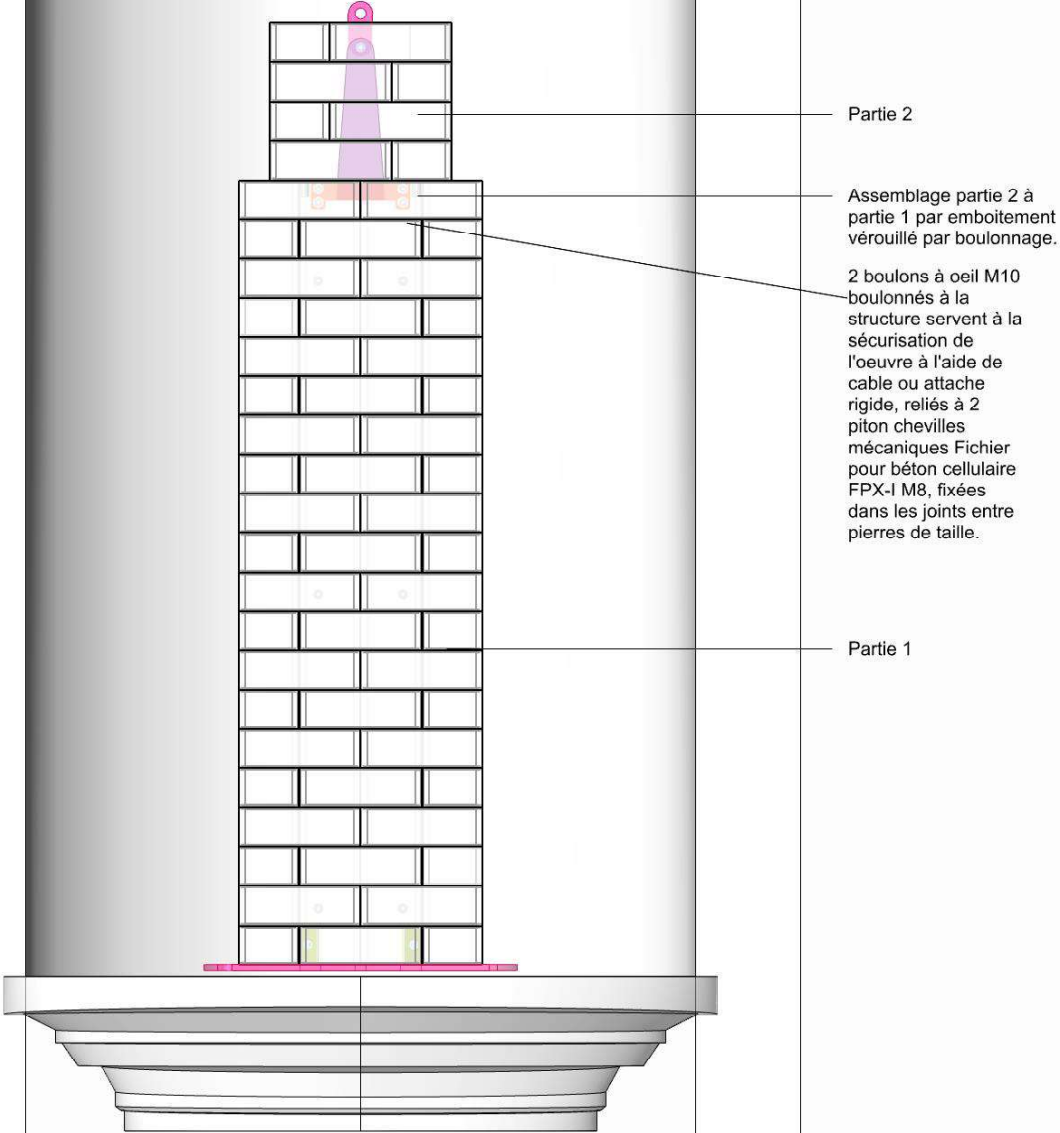 Partie 2
Assemblage partie 2 à
partie 1 par emboitement
vérouillé par boulonnage.
2 boulons à oeil M10
boulonnés à la
structure servent à la
sécurisation de
l'oeuvre à l'aide de
cable ou attache
rigide, reliés à 2
piton chevilles
mécaniques Fichier
pour béton cellulaire
FPX-I M8, fixées
dans les joints entre
pierres de taille.
Partie 1